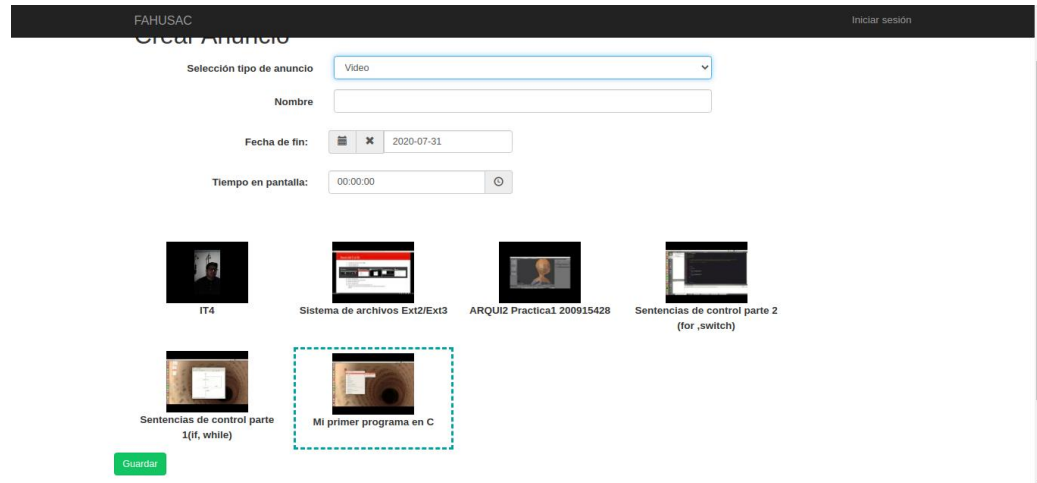 FAHUSAC
Iniciar sesión
Crear Anuncio
Selección tipo de anuncio
Video
Nombre
Fecha de fin:
2020-07-31
Tiempo en pantalla:
00:00:00
IT4
Sistema de archivos Ext2/Ext3
ARQUI2 Practica1 200915428
Sentencias de control parte 2
(for ,switch)
Sentencias de control parte
1(if, while)
Mi primer programa en C
Guardar